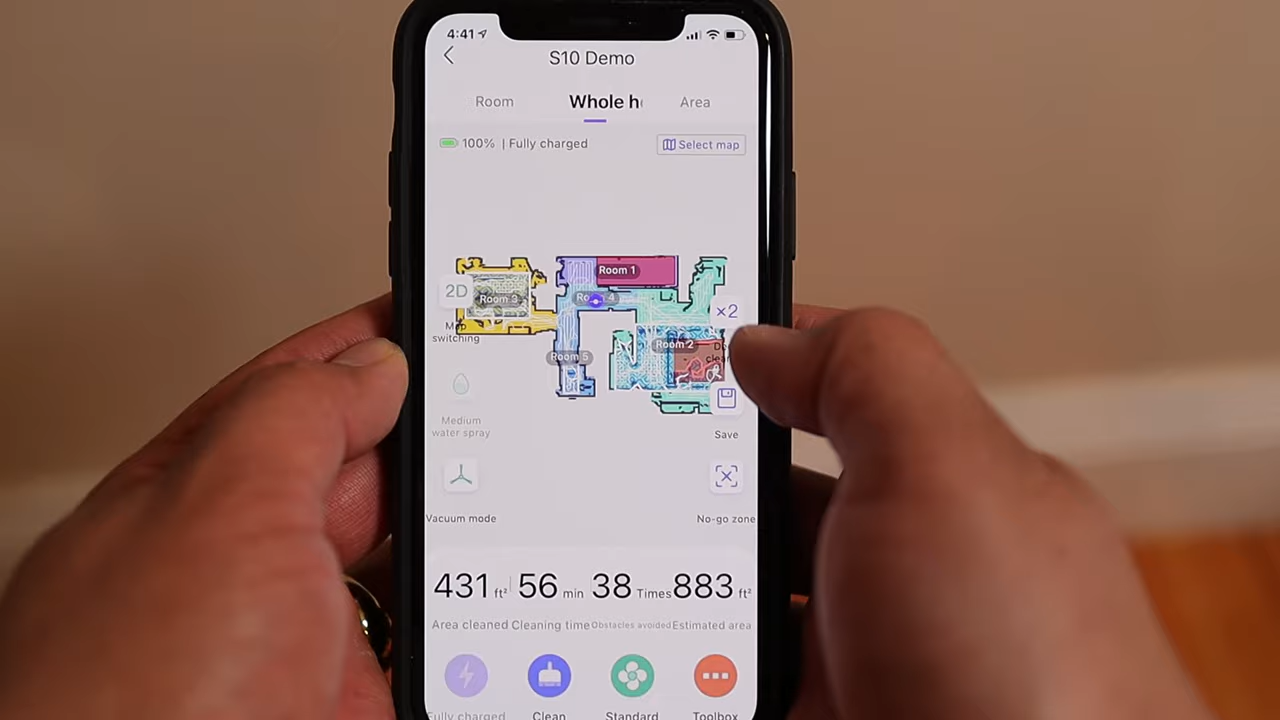 4:41
S10 Demo
Room
Whole h
Area
100% | Fully charged
Select map
Room 1
2D
Room 3
Room 4
×2
Map
switching
Room 2
Room 5
Medium
water spray
Save
Vacuum mode
No-go zone
431 ft² 56 min 38 Times 883 ft²
Area cleaned Cleaning time Obstacles avoided Estimated area
Fully charged Clean Standard Toolbox